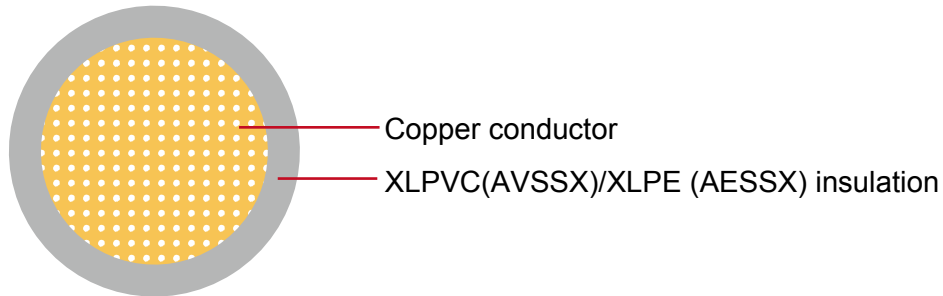 Copper conductor
XLPVC(AVSSX)/XLPE (AESSX) insulation